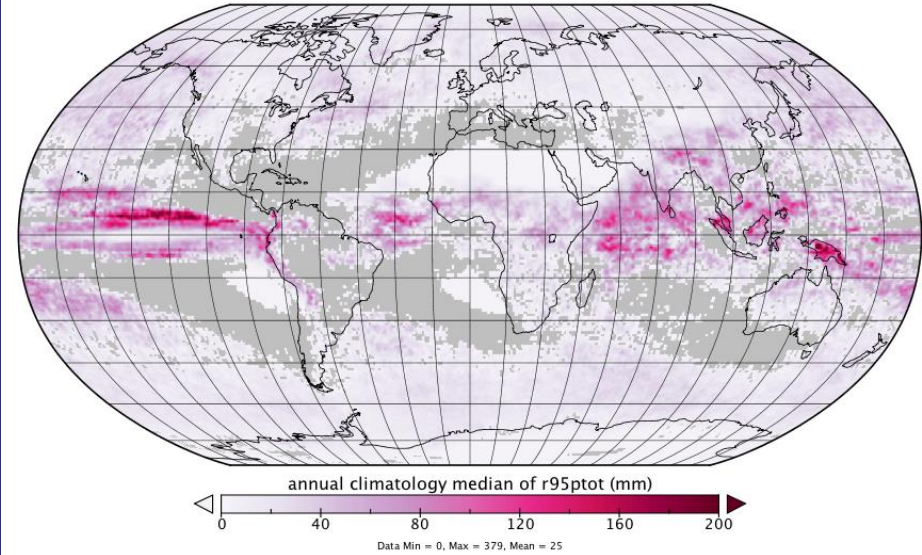 annual climatology median of r95ptot (mm)
0 40 80 120 160 200
Data Min = 0, Max = 379, Mean = 25